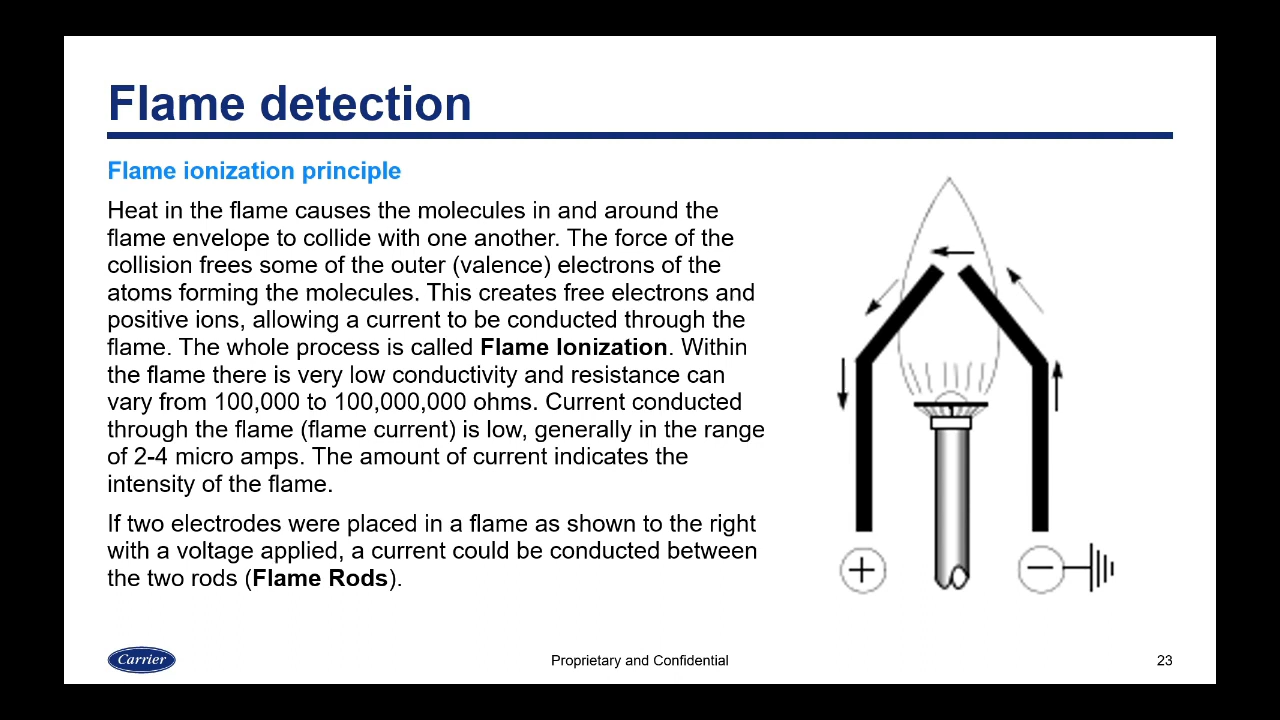 Flame detection
Flame ionization principle
Heat in the flame causes the molecules in and around the
flame envelope to collide with one another. The force of the
collision frees some of the outer (valence) electrons of the
atoms forming the molecules. This creates free electrons and
positive ions, allowing a current to be conducted through the
flame. The whole process is called Flame Ionization. Within
the flame there is very low conductivity and resistance can
vary from 100,000 to 100,000,000 ohms. Current conducted
through the flame (flame current) is low, generally in the range
of 2-4 micro amps. The amount of current indicates the
intensity of the flame.
If two electrodes were placed in a flame as shown to the right
with a voltage applied, a current could be conducted between
the two rods (Flame Rods).
+
−
Carrier
Proprietary and Confidential
23